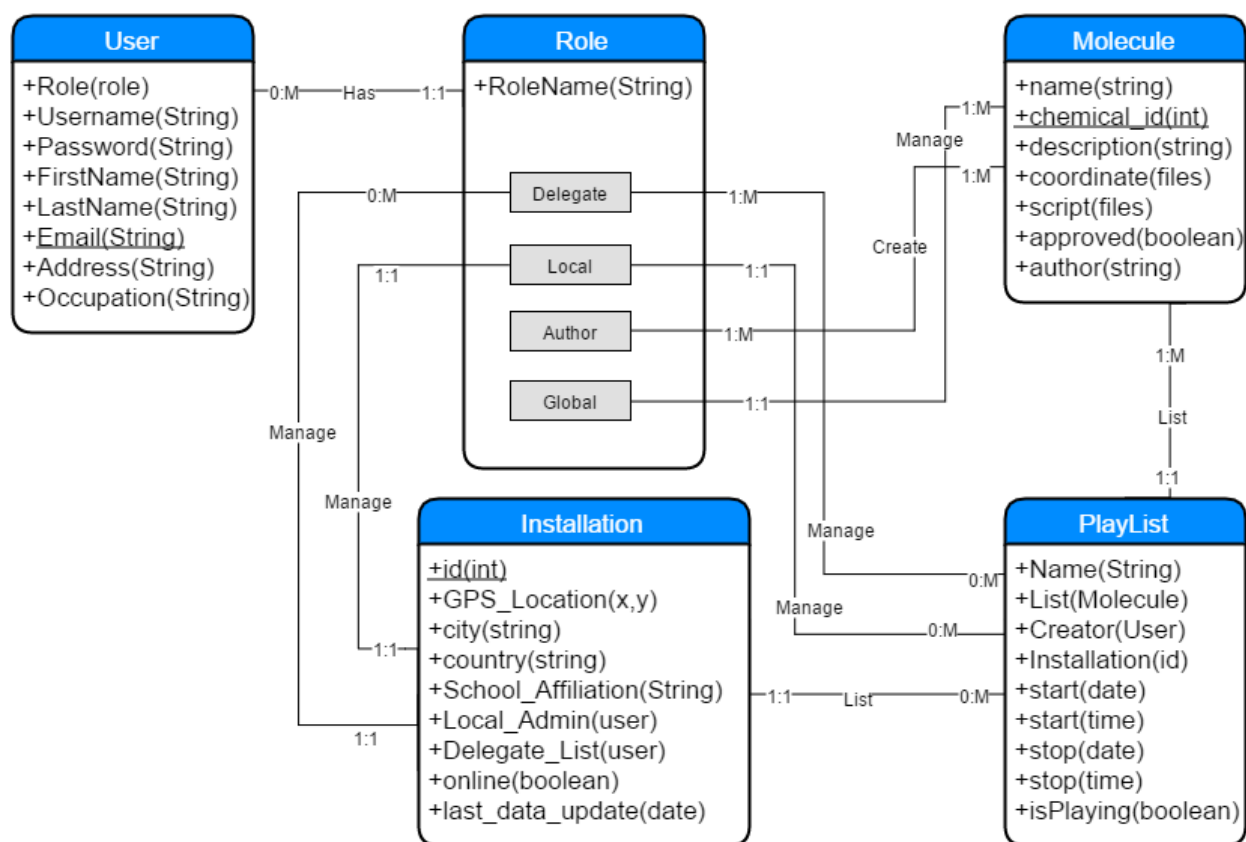 User
+Role(role)
+Username(String)
+Password(String)
+FirstName(String)
+LastName(String)
+Email(String)
+Address(String)
+Occupation(String)
0:M
Has
1:1
Role
+RoleName(String)
Delegate
Local
Author
Global
0:M
1:1
1:M
1:1
1:M
1:1
Manage
Create
1:M
1:M
Molecule
+name(string)
+chemical_id(int)
+description(string)
+coordinate(files)
+script(files)
+approved(boolean)
+author(string)
1:M
List
1:1
Manage
Manage
1:1
1:1
Installation
+id(int)
+GPS_Location(x,y)
+city(string)
+country(string)
+School_Affiliation(String)
+Local_Admin(user)
+Delegate_List(user)
+online(boolean)
+last_data_update(date)
Manage
Manage
0:M
0:M
1:1
List
0:M
PlayList
+Name(String)
+List(Molecule)
+Creator(User)
+Installation(id)
+start(date)
+start(time)
+stop(date)
+stop(time)
+isPlaying(boolean)